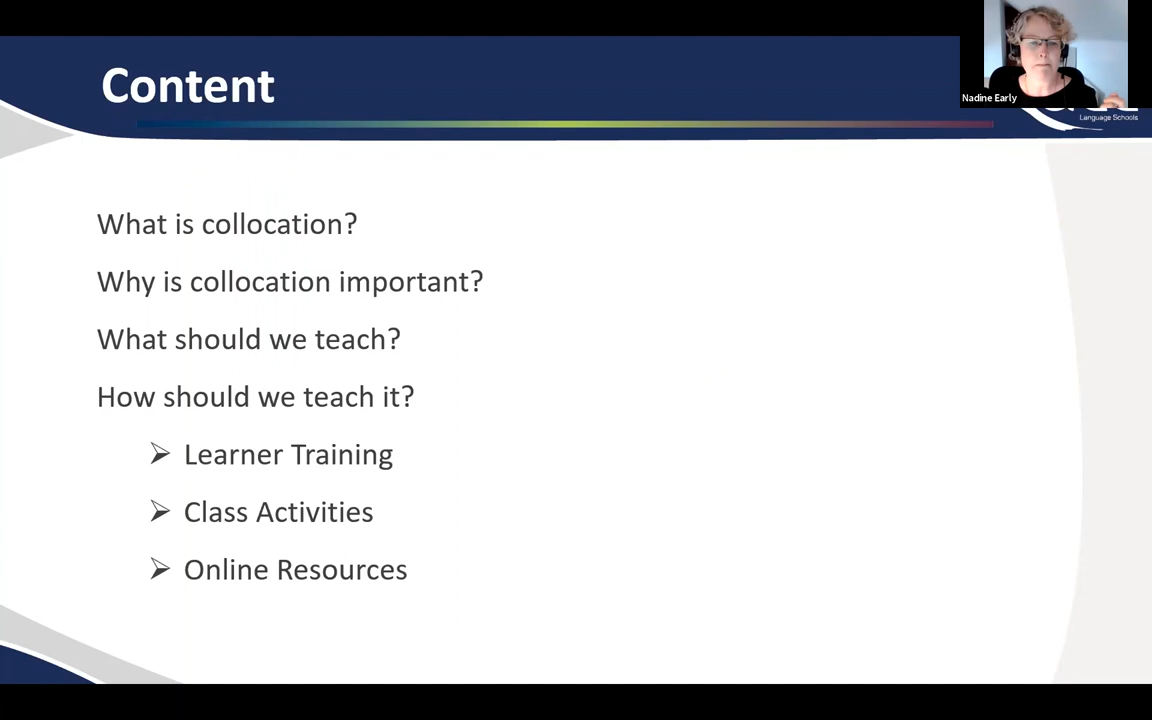 Content
Nadine Early
Language Schools
What is collocation?
Why is collocation important?
What should we teach?
How should we teach it?
Learner Training
Class Activities
Online Resources